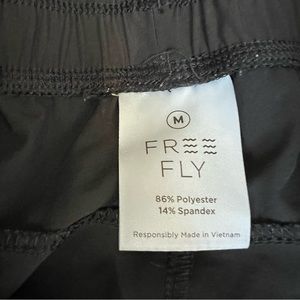 M
FREE
FLY
86% Polyester
14% Spandex
Responsibly Made in Vietnam